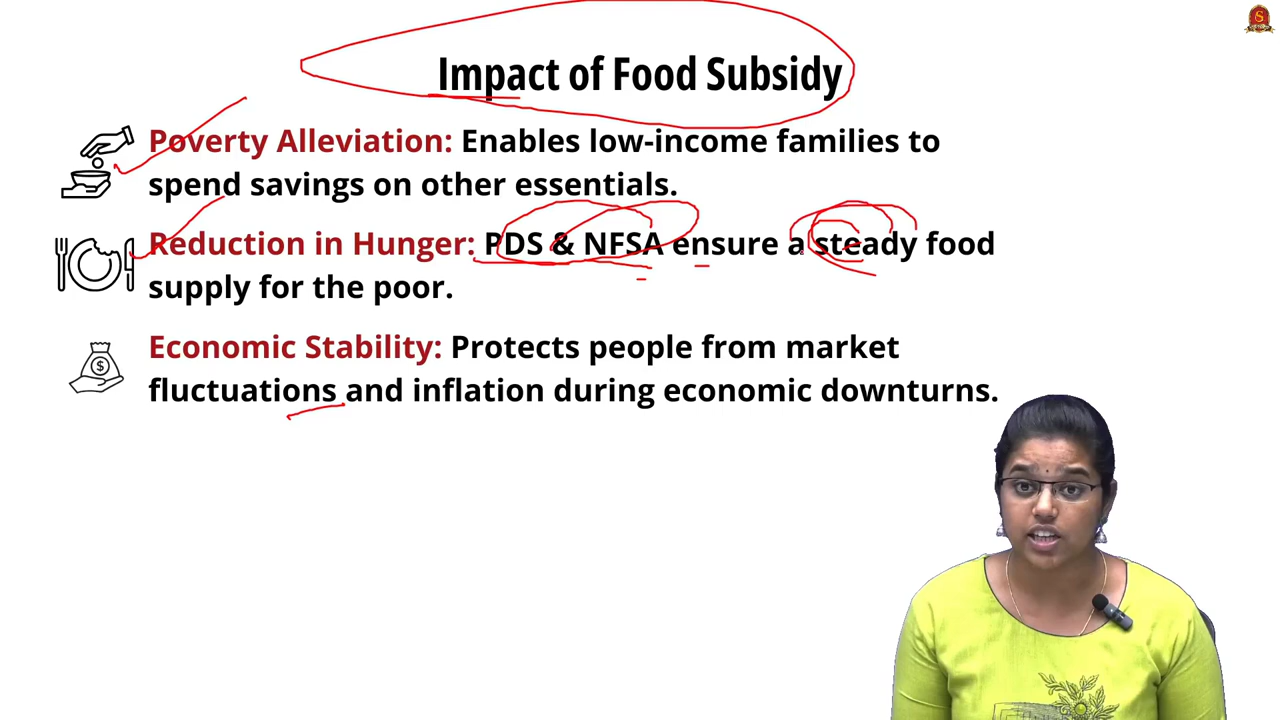 Impact of Food Subsidy
Poverty Alleviation: Enables low-income families to
spend savings on other essentials.
Reduction in Hunger: PDS & NFSA ensure a steady food
supply for the poor.
Economic Stability: Protects people from market
fluctuations and inflation during economic downturns.